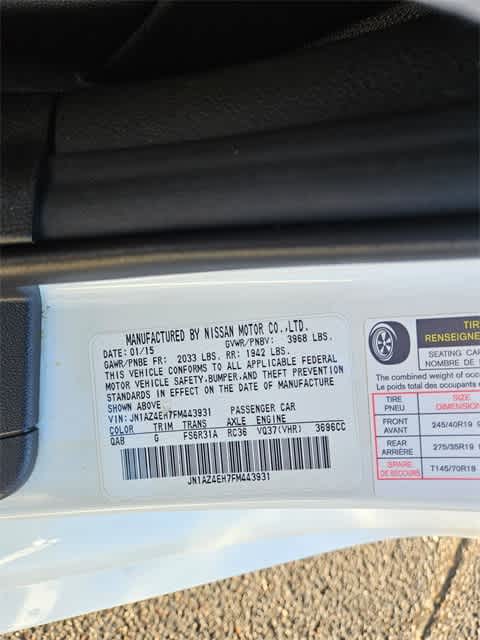 MANUFACTURED BY NISSAN MOTOR CO.,LTD.
DATE: 01/15 GVWR/PNBV: 3968 LBS.
GAWR/PNBE FR: 2033 LBS. RR: 1942 LBS.
THIS VEHICLE CONFORMS TO ALL APPLICABLE FEDERAL
MOTOR VEHICLE SAFETY,BUMPER,AND THEFT PREVENTION
STANDARDS IN EFFECT ON THE DATE OF MANUFACTURE
SHOWN ABOVE
VIN: JN1AZ4EH7FM443931 PASSENGER CAR
COLOR TRIM TRANS AXLE ENGINE
QAB G FS6R31A RC36 VQ37(VHR) 3696CC
JN1AZ4EH7FM443931
TIR
RENSEIGNE
SEATING CAP
NOMBRE DE
The combined weight of occ
Le poids total des occupants
TIRE SIZE
PNEU DIMENSION
FRONT
AVANT 245/40R19
REAR
ARRIÈRE 275/35R19
SPARE
DE SECOURS T145/70R18